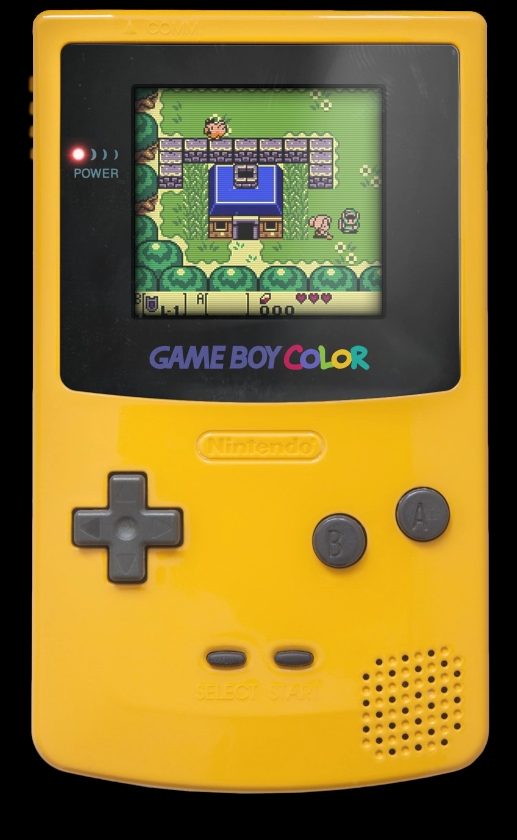 COMM.
POWER
B L-1 A
000
GAME BOY COLOR
Nintendo
A
B
SELECT START